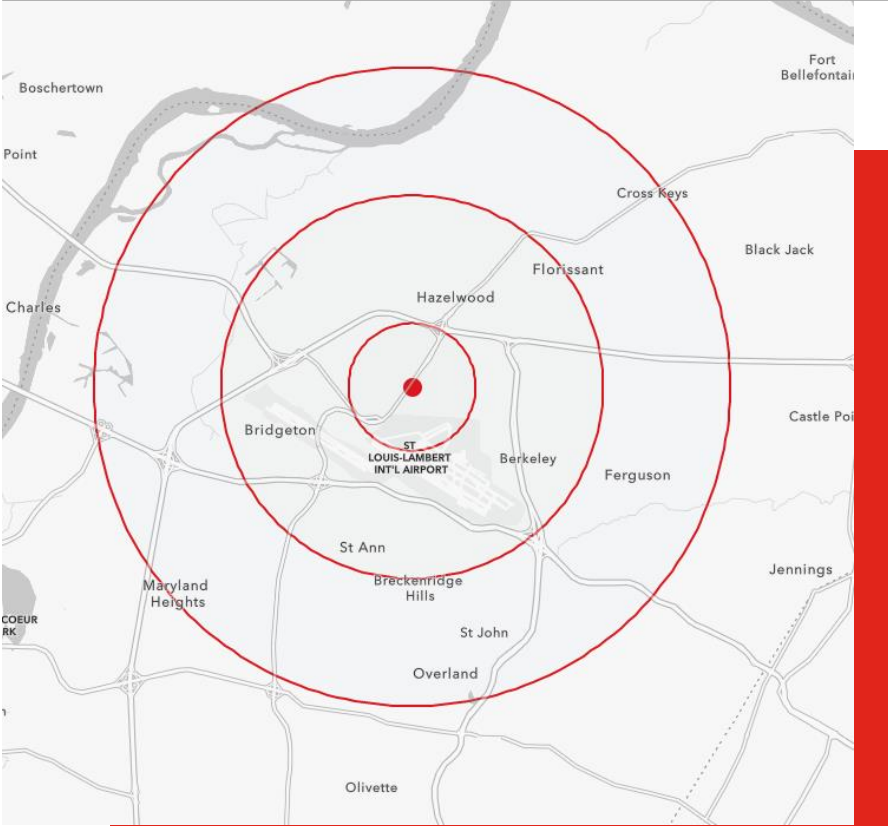 Fort
Bellefontai
Boschertown
Point
Cross Keys
Black Jack
Florissant
Hazelwood
Charles
Castle Poi
Bridgeton
ST
LOUIS-LAMBERT
INT'L AIRPORT
Berkeley
Ferguson
St Ann
Jennings
Breckenridge
Hills
Maryland
Heights
COEUR
RK
St John
Overland
n
Olivette